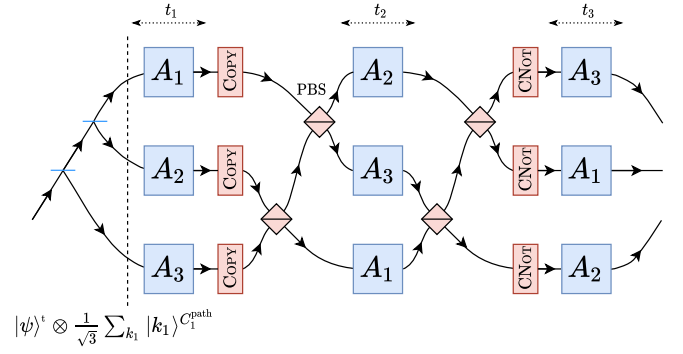 t₁ t₂ t₃
A₁ COPY PBS A₂ CNOT A₃
A₂ COPY A₃ CNOT A₁
A₃ COPY A₁ CNOT A₂
|ψ⟩ᵗ ⊗ 1/√3 ∑ₖ₁ |k₁⟩^{C₁^{path}}